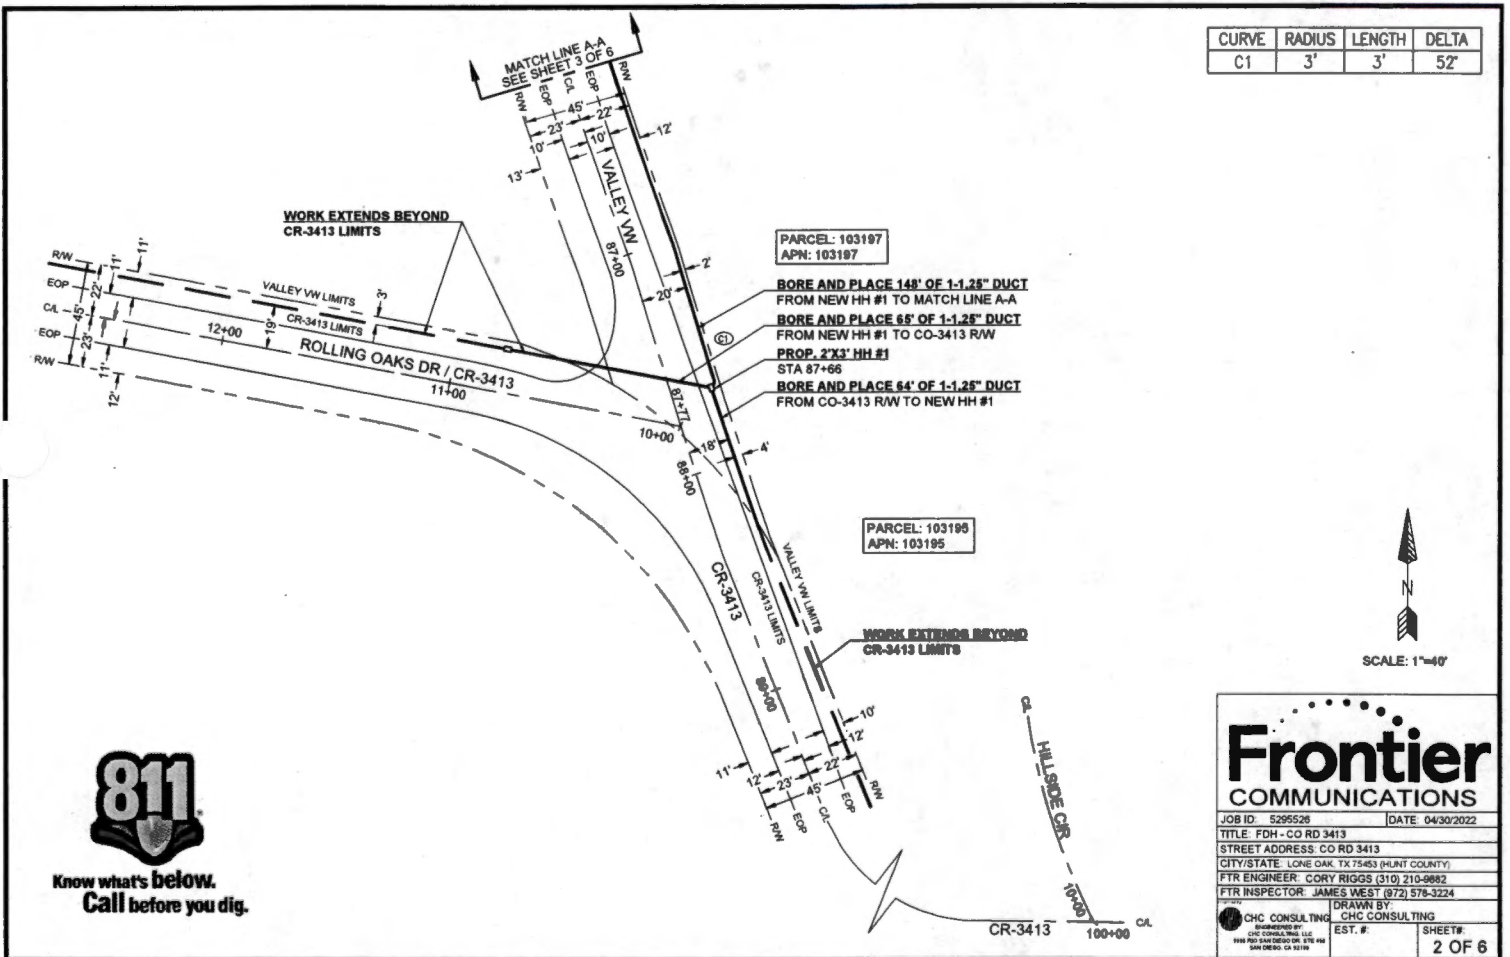 CURVE RADIUS LENGTH DELTA
C1 3' 3' 52°
MATCH LINE A-A
SEE SHEET 3 OF 6
R/W
EOP
C/L
EOP
R/W
45'
23'
22'
10'
10'
12'
13'
VALLEY VW
87+00
WORK EXTENDS BEYOND
CR-3413 LIMITS
R/W
EOP
C/L
EOP
R/W
11'
11'
22'
45'
23'
11'
12'
VALLEY VW LIMITS
CR-3413 LIMITS
3'
19'
12+00
ROLLING OAKS DR / CR-3413
11+00
10+00
2'
20'
PARCEL: 103197
APN: 103197
BORE AND PLACE 148' OF 1-1.25" DUCT
FROM NEW HH #1 TO MATCH LINE A-A
BORE AND PLACE 65' OF 1-1.25" DUCT
FROM NEW HH #1 TO CO-3413 R/W
C1
PROP. 2'X3' HH #1
STA 87+66
BORE AND PLACE 64' OF 1-1.25" DUCT
FROM CO-3413 R/W TO NEW HH #1
87+77
18'
4'
88+00
PARCEL: 103195
APN: 103195
CR-3413
CR-3413 LIMITS
VALLEY VW LIMITS
WORK EXTENDS BEYOND
CR-3413 LIMITS
89+00
10'
12'
22'
11'
12'
23'
45'
R/W
EOP
C/L
EOP
R/W
C/L
HILLSIDE CIR
10+00
CR-3413
100+00
C/L
N
SCALE: 1"=40'
811
Know what's below.
Call before you dig.
Frontier
COMMUNICATIONS
JOB ID: 5295526 DATE: 04/30/2022
TITLE: FDH - CO RD 3413
STREET ADDRESS: CO RD 3413
CITY/STATE: LONE OAK, TX 75453 (HUNT COUNTY)
FTR ENGINEER: CORY RIGGS (310) 210-9882
FTR INSPECTOR: JAMES WEST (972) 578-3224
CHC CONSULTING
ENGINEERED BY:
CHC CONSULTING, LLC
SAN DIEGO, CA
DRAWN BY:
CHC CONSULTING
EST. #:
SHEET#:
2 OF 6